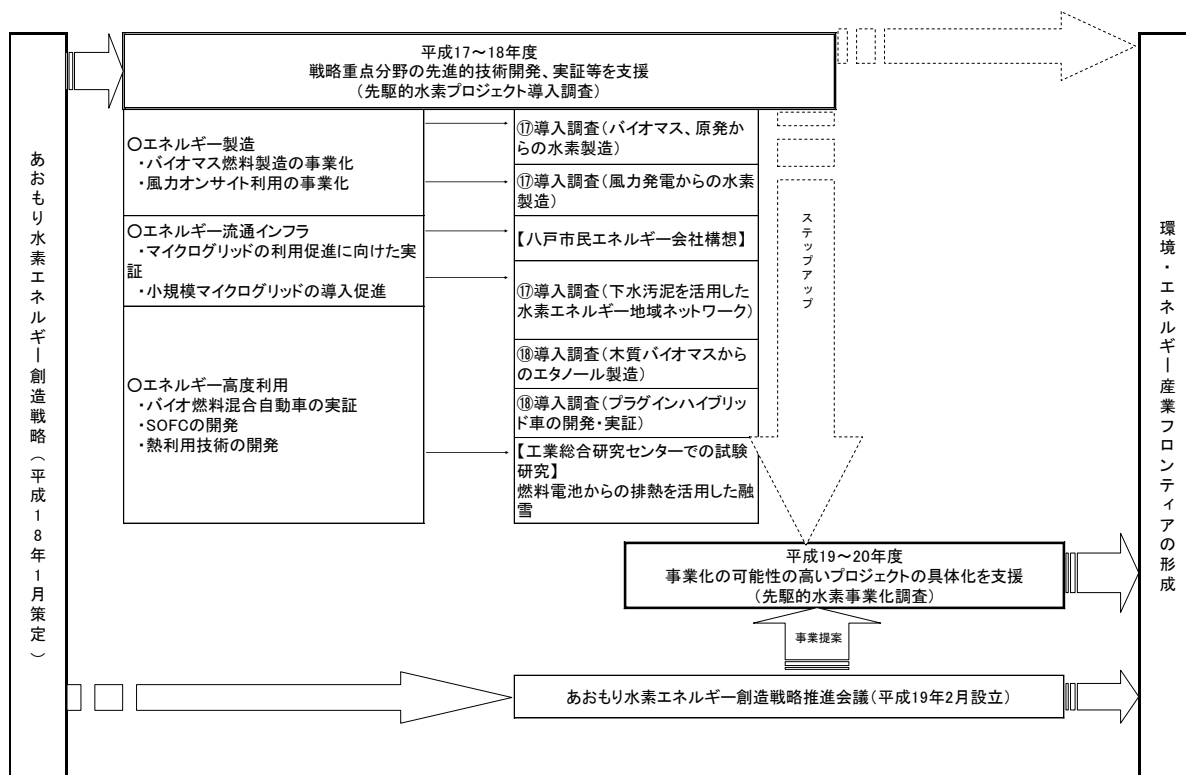 あおもり水素エネルギー創造戦略（平成18年1月策定）
平成17～18年度
戦略重点分野の先進的技術開発、実証等を支援
（先駆的水素プロジェクト導入調査）
○エネルギー製造
・バイオマス燃料製造の事業化
・風力オンサイト利用の事業化
○エネルギー流通インフラ
・マイクログリッドの利用促進に向けた実
証
・小規模マイクログリッドの導入促進
○エネルギー高度利用
・バイオ燃料混合自動車の実証
・SOFCの開発
・熱利用技術の開発
⑰導入調査（バイオマス、原発か
らの水素製造）
⑰導入調査（風力発電からの水素
製造）
【八戸市民エネルギー会社構想】
⑰導入調査（下水汚泥を活用した
水素エネルギー地域ネットワーク）
⑱導入調査（木質バイオマスから
のエタノール製造）
⑱導入調査（プラグインハイブリッ
ド車の開発・実証）
【工業総合研究センターでの試験
研究】
燃料電池からの排熱を活用した融
雪
ステップアップ
平成19～20年度
事業化の可能性の高いプロジェクトの具体化を支援
（先駆的水素事業化調査）
事業提案
あおもり水素エネルギー創造戦略推進会議（平成19年2月設立）
環境・エネルギー産業フロンティアの形成